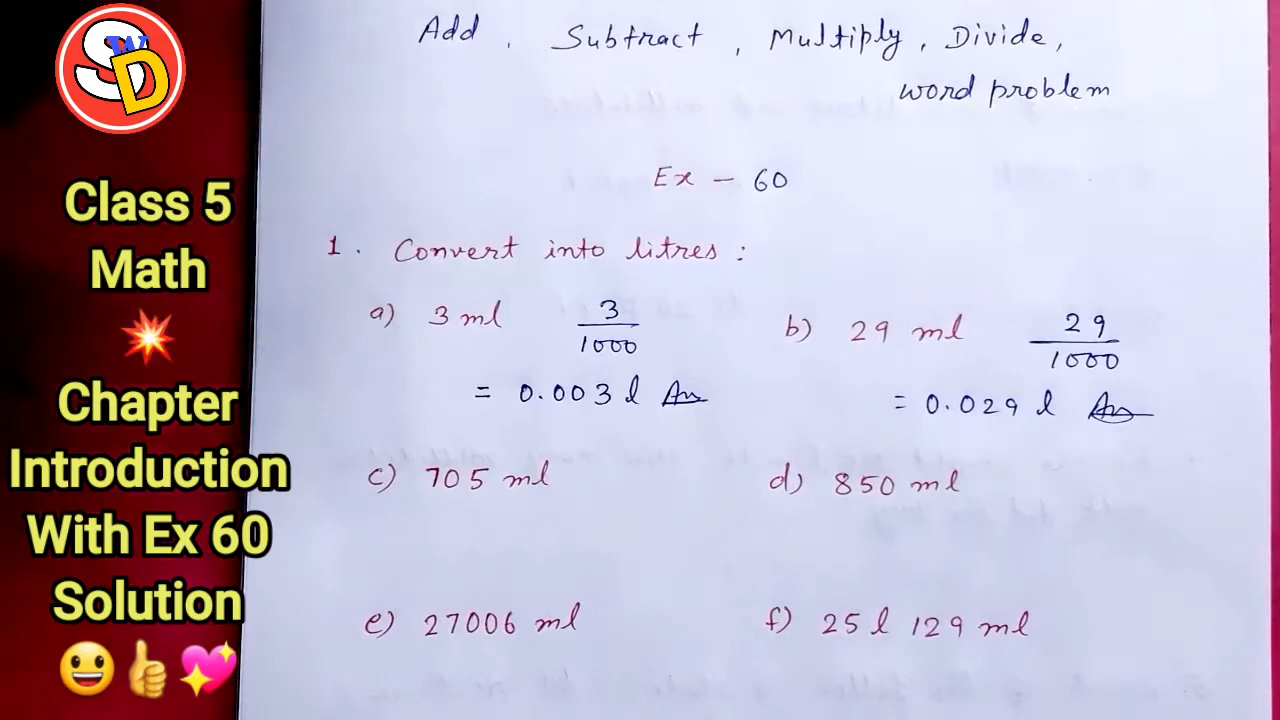 SWD
Class 5
Math
💥
Chapter
Introduction
With Ex 60
Solution
😀👍💖
Add, Subtract, Multiply, Divide,
word problem
Ex - 60
1. Convert into litres :
a) 3 ml 3/1000
= 0.003 l Ans
b) 29 ml 29/1000
= 0.029 l Ans
c) 705 ml
d) 850 ml
e) 27006 ml
f) 25 l 129 ml